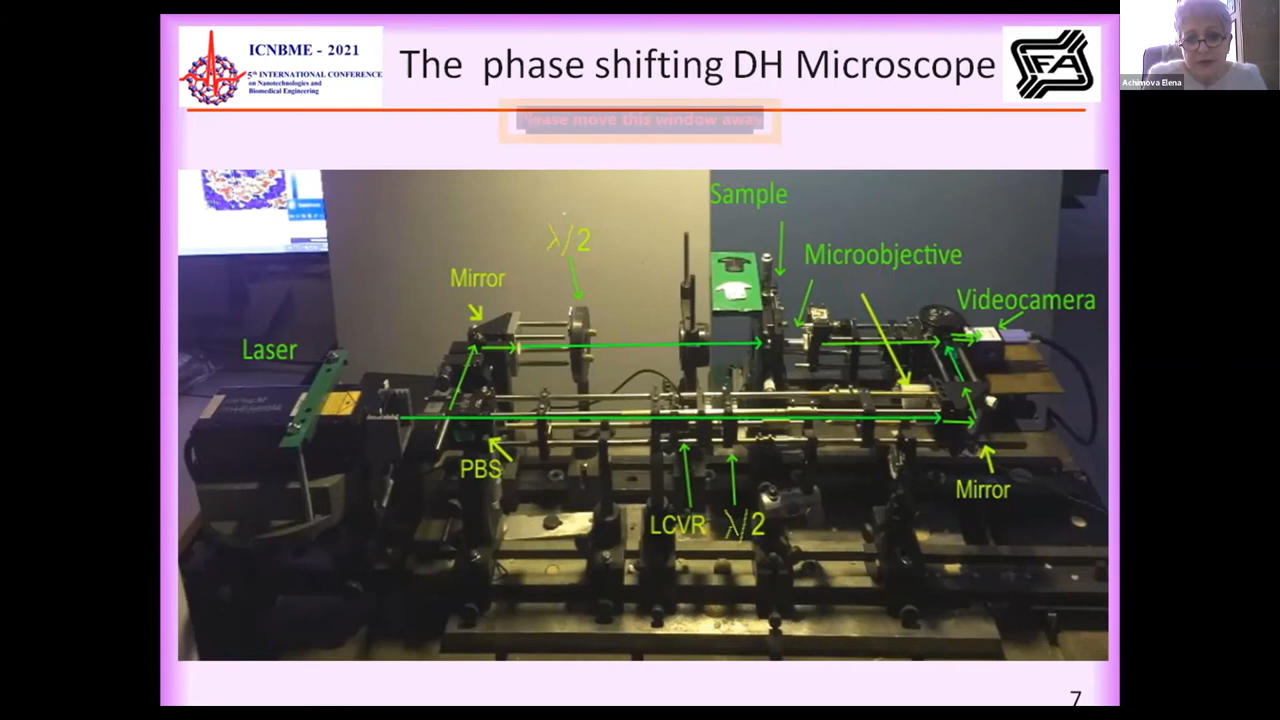 ICNBME - 2021
5th INTERNATIONAL CONFERENCE
on Nanotechnologies and
Biomedical Engineering
The phase shifting DH Microscope
IFA
Achimova Elena
Please move this window away
Sample
λ/2
Microobjective
Mirror
Videocamera
Laser
PBS
Mirror
LCVR
λ/2
7